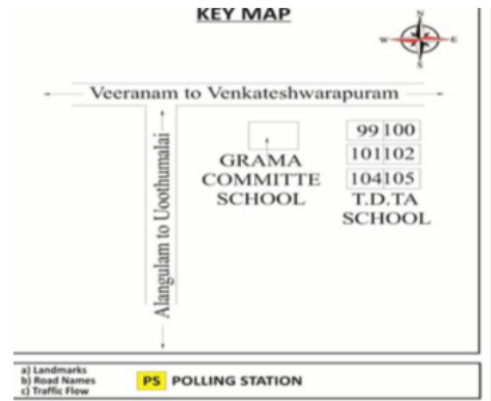 KEY MAP
N
W E
S
Veeranam to Venkateshwarapuram
Alangulam to Uoothumalai
GRAMA
COMMITTE
SCHOOL
99 100
101 102
104 105
T.D.TA
SCHOOL
a) Landmarks
b) Road Names
c) Traffic Flow
PS POLLING STATION